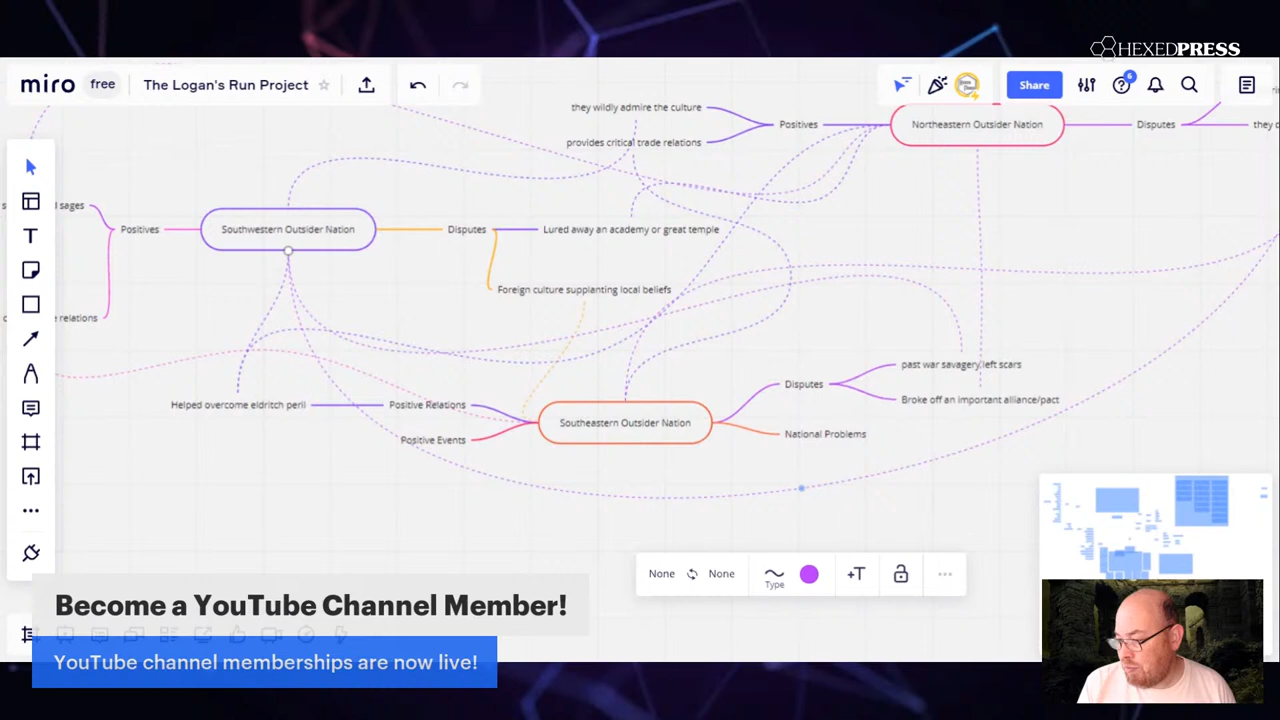 HEXEDPRESS
miro
free
The Logan's Run Project
Share
6
they wildly admire the culture
Positives
provides critical trade relations
Northeastern Outsider Nation
Disputes
they
sages
Positives
relations
Southwestern Outsider Nation
Disputes
Lured away an academy or great temple
Foreign culture supplanting local beliefs
past war savagery left scars
Disputes
Broke off an important alliance/pact
Helped overcome eldritch peril
Positive Relations
Southeastern Outsider Nation
Positive Events
National Problems
None
None
Type
+T
Become a YouTube Channel Member!
YouTube channel memberships are now live!